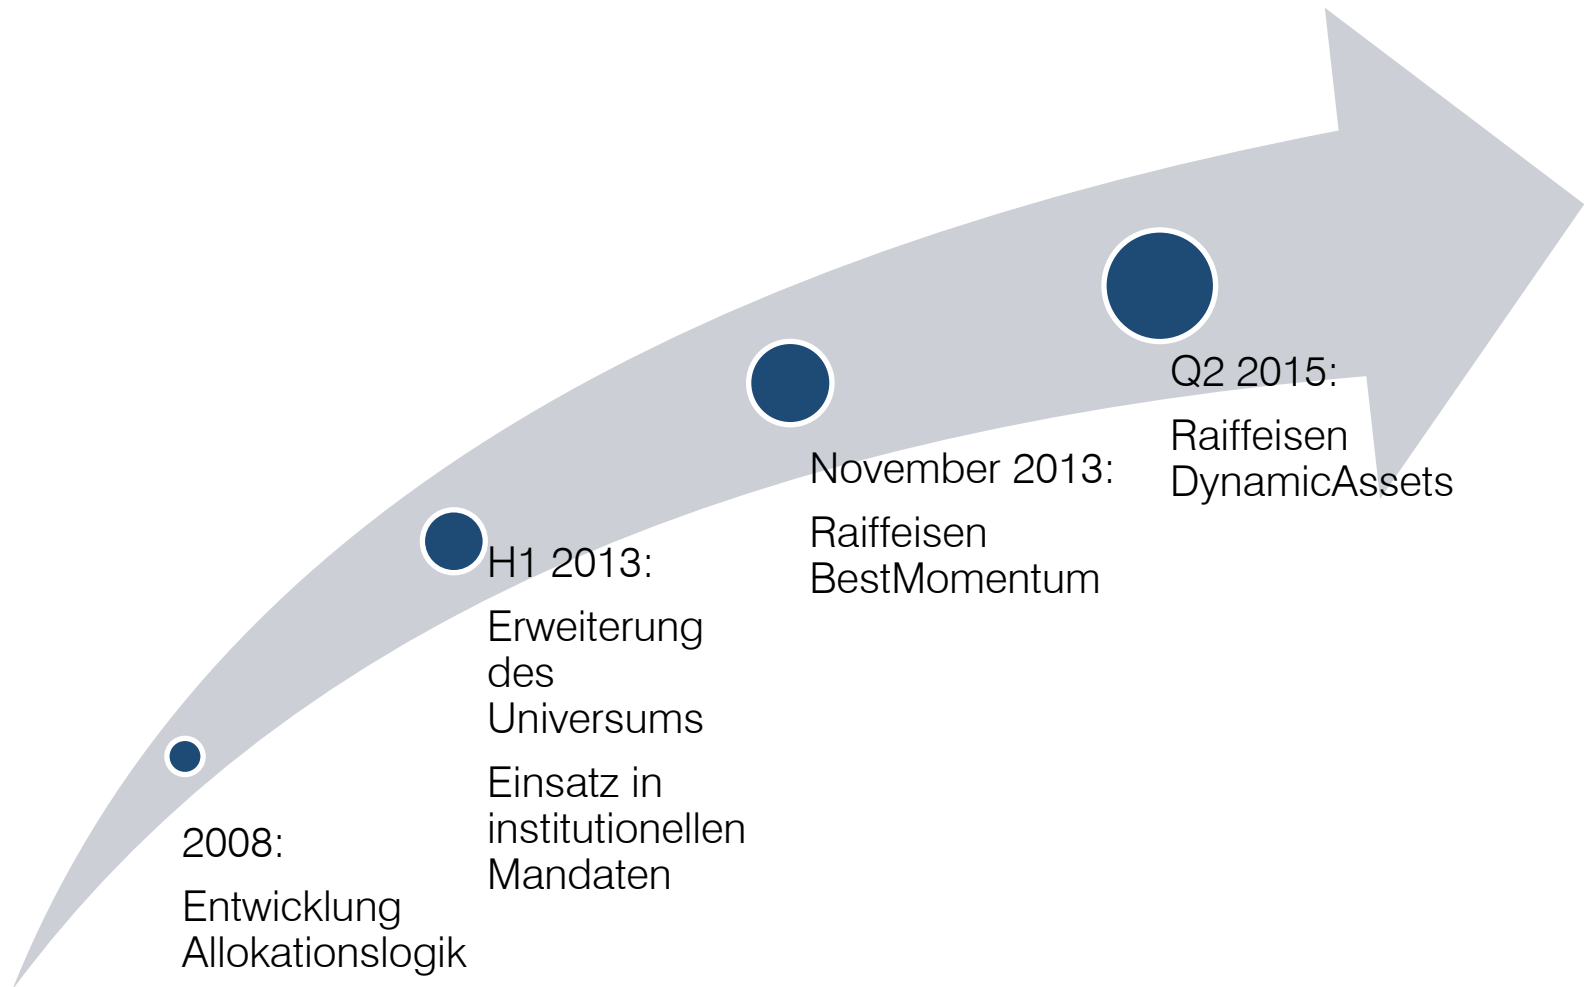 2008:
Entwicklung
Allokationslogik
H1 2013:
Erweiterung
des
Universums
Einsatz in
institutionellen
Mandaten
November 2013:
Raiffeisen
BestMomentum
Q2 2015:
Raiffeisen
DynamicAssets